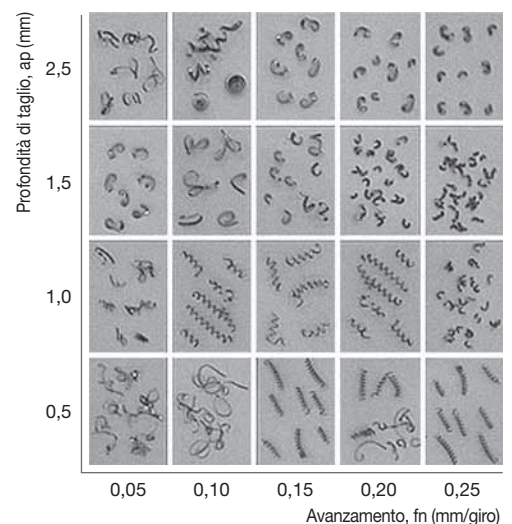 Profondità di taglio, ap (mm)
2,5
1,5
1,0
0,5
0,05 0,10 0,15 0,20 0,25
Avanzamento, fn (mm/giro)